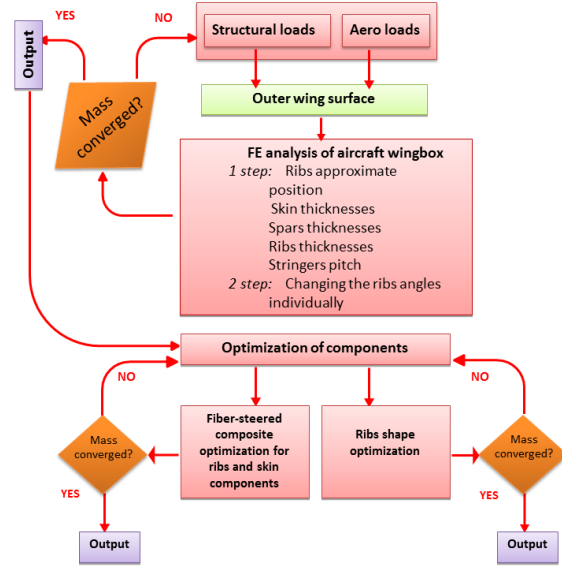 YES
NO
Output
Structural loads
Aero loads
Mass
converged?
Outer wing surface
FE analysis of aircraft wingbox
1 step: Ribs approximate
position
Skin thicknesses
Spars thicknesses
Ribs thicknesses
Stringers pitch
2 step: Changing the ribs angles
individually
Optimization of components
NO
NO
Mass
converged?
Fiber-steered
composite
optimization for
ribs and skin
components
Ribs shape
optimization
Mass
converged?
YES
YES
Output
Output